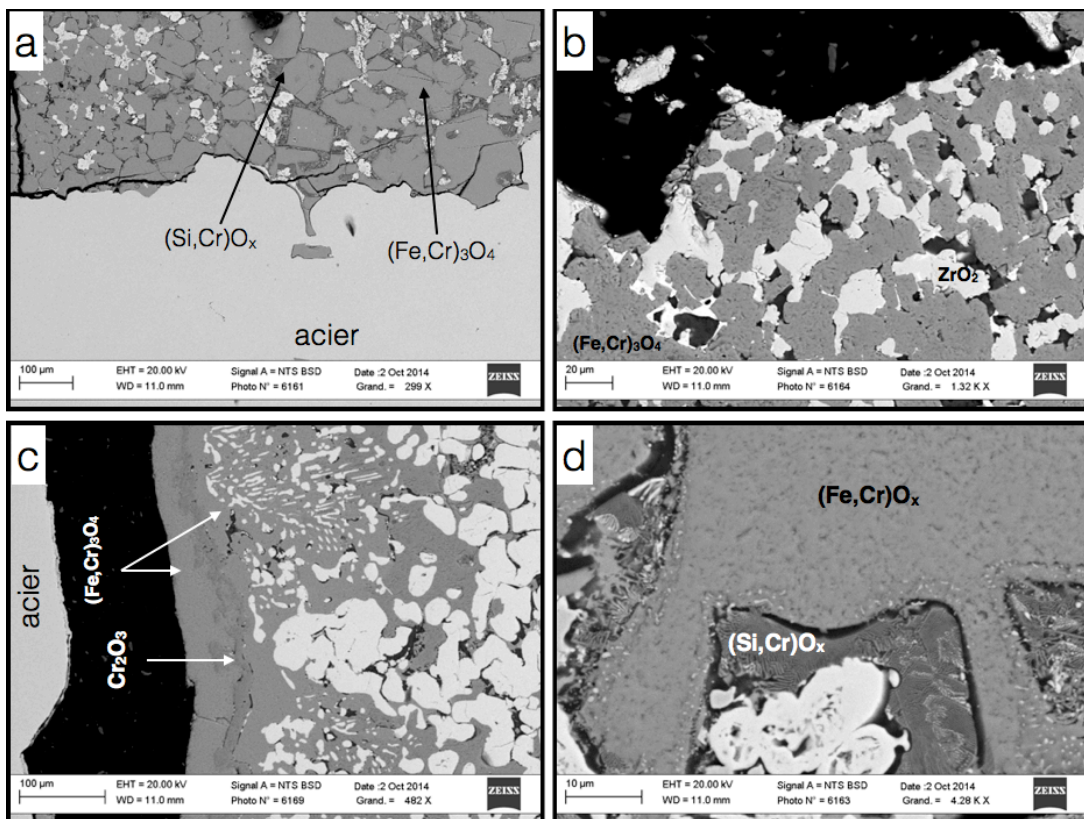 a
(Si,Cr)Oₓ
(Fe,Cr)₃O₄
acier
100 µm
EHT = 20.00 kV
WD = 11.0 mm
Signal A = NTS BSD
Photo N° = 6161
Date :2 Oct 2014
Grand. = 299 X
ZEISS
b
ZrO₂
(Fe,Cr)₃O₄
20 µm
EHT = 20.00 kV
WD = 11.0 mm
Signal A = NTS BSD
Photo N° = 6164
Date :2 Oct 2014
Grand. = 1.32 K X
ZEISS
c
acier
(Fe,Cr)₃O₄
Cr₂O₃
100 µm
EHT = 20.00 kV
WD = 11.0 mm
Signal A = NTS BSD
Photo N° = 6169
Date :2 Oct 2014
Grand. = 482 X
ZEISS
d
(Fe,Cr)Oₓ
(Si,Cr)Oₓ
10 µm
EHT = 20.00 kV
WD = 11.0 mm
Signal A = NTS BSD
Photo N° = 6163
Date :2 Oct 2014
Grand. = 4.28 K X
ZEISS